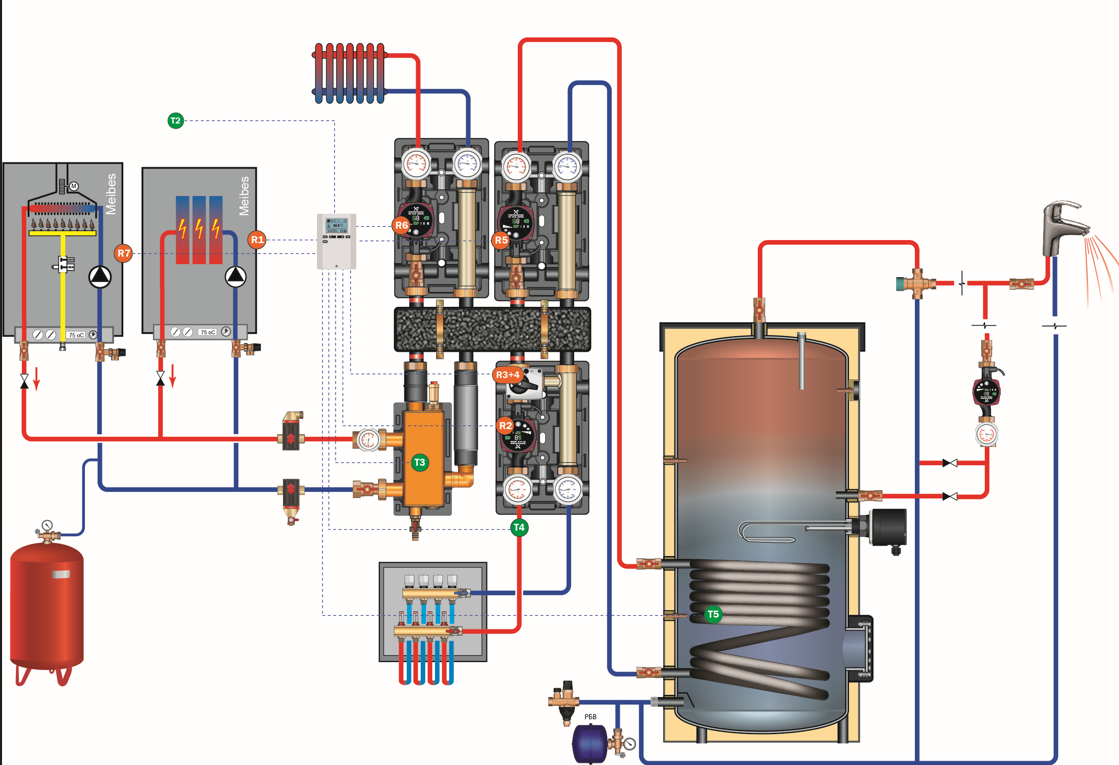 T2
Meibes
Meibes
M
R7
R1
R6
R5
75 oC
P
75 oC
P
R3+4
R2
T3
T4
T5
РБВ